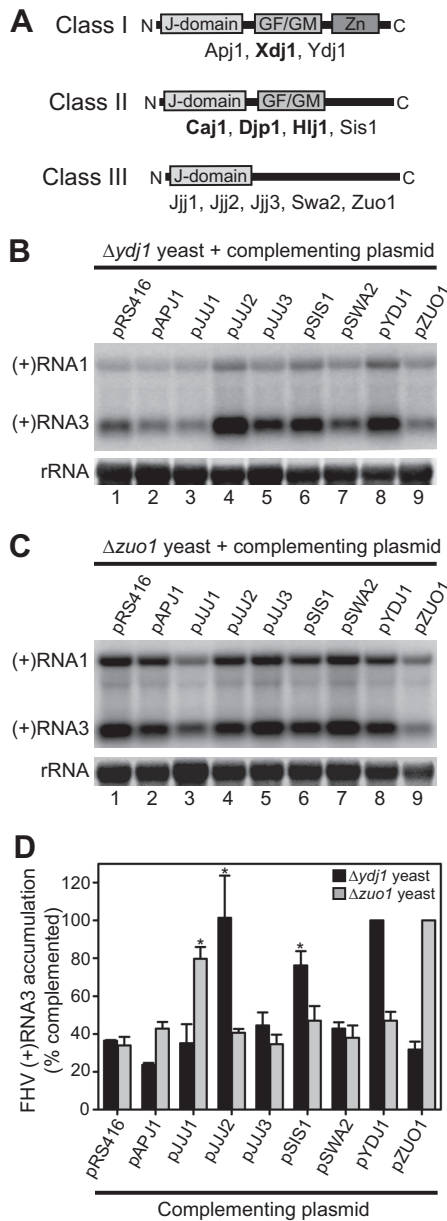 A
Class I N J-domain GF/GM Zn C
Apj1, Xdj1, Ydj1
Class II N J-domain GF/GM C
Caj1, Djp1, Hlj1, Sis1
Class III N J-domain C
Jjj1, Jjj2, Jjj3, Swa2, Zuo1
B
Δydj1 yeast + complementing plasmid
pRS416 pAPJ1 pJJJ1 pJJJ2 pJJJ3 pSIS1 pSWA2 pYDJ1 pZUO1
(+)RNA1
(+)RNA3
rRNA
1 2 3 4 5 6 7 8 9
C
Δzuo1 yeast + complementing plasmid
pRS416 pAPJ1 pJJJ1 pJJJ2 pJJJ3 pSIS1 pSWA2 pYDJ1 pZUO1
(+)RNA1
(+)RNA3
rRNA
1 2 3 4 5 6 7 8 9
D
FHV (+)RNA3 accumulation
(% complemented)
120
100
80
60
40
20
0
* * *
Δydj1 yeast
Δzuo1 yeast
pRS416 pAPJ1 pJJJ1 pJJJ2 pJJJ3 pSIS1 pSWA2 pYDJ1 pZUO1
Complementing plasmid